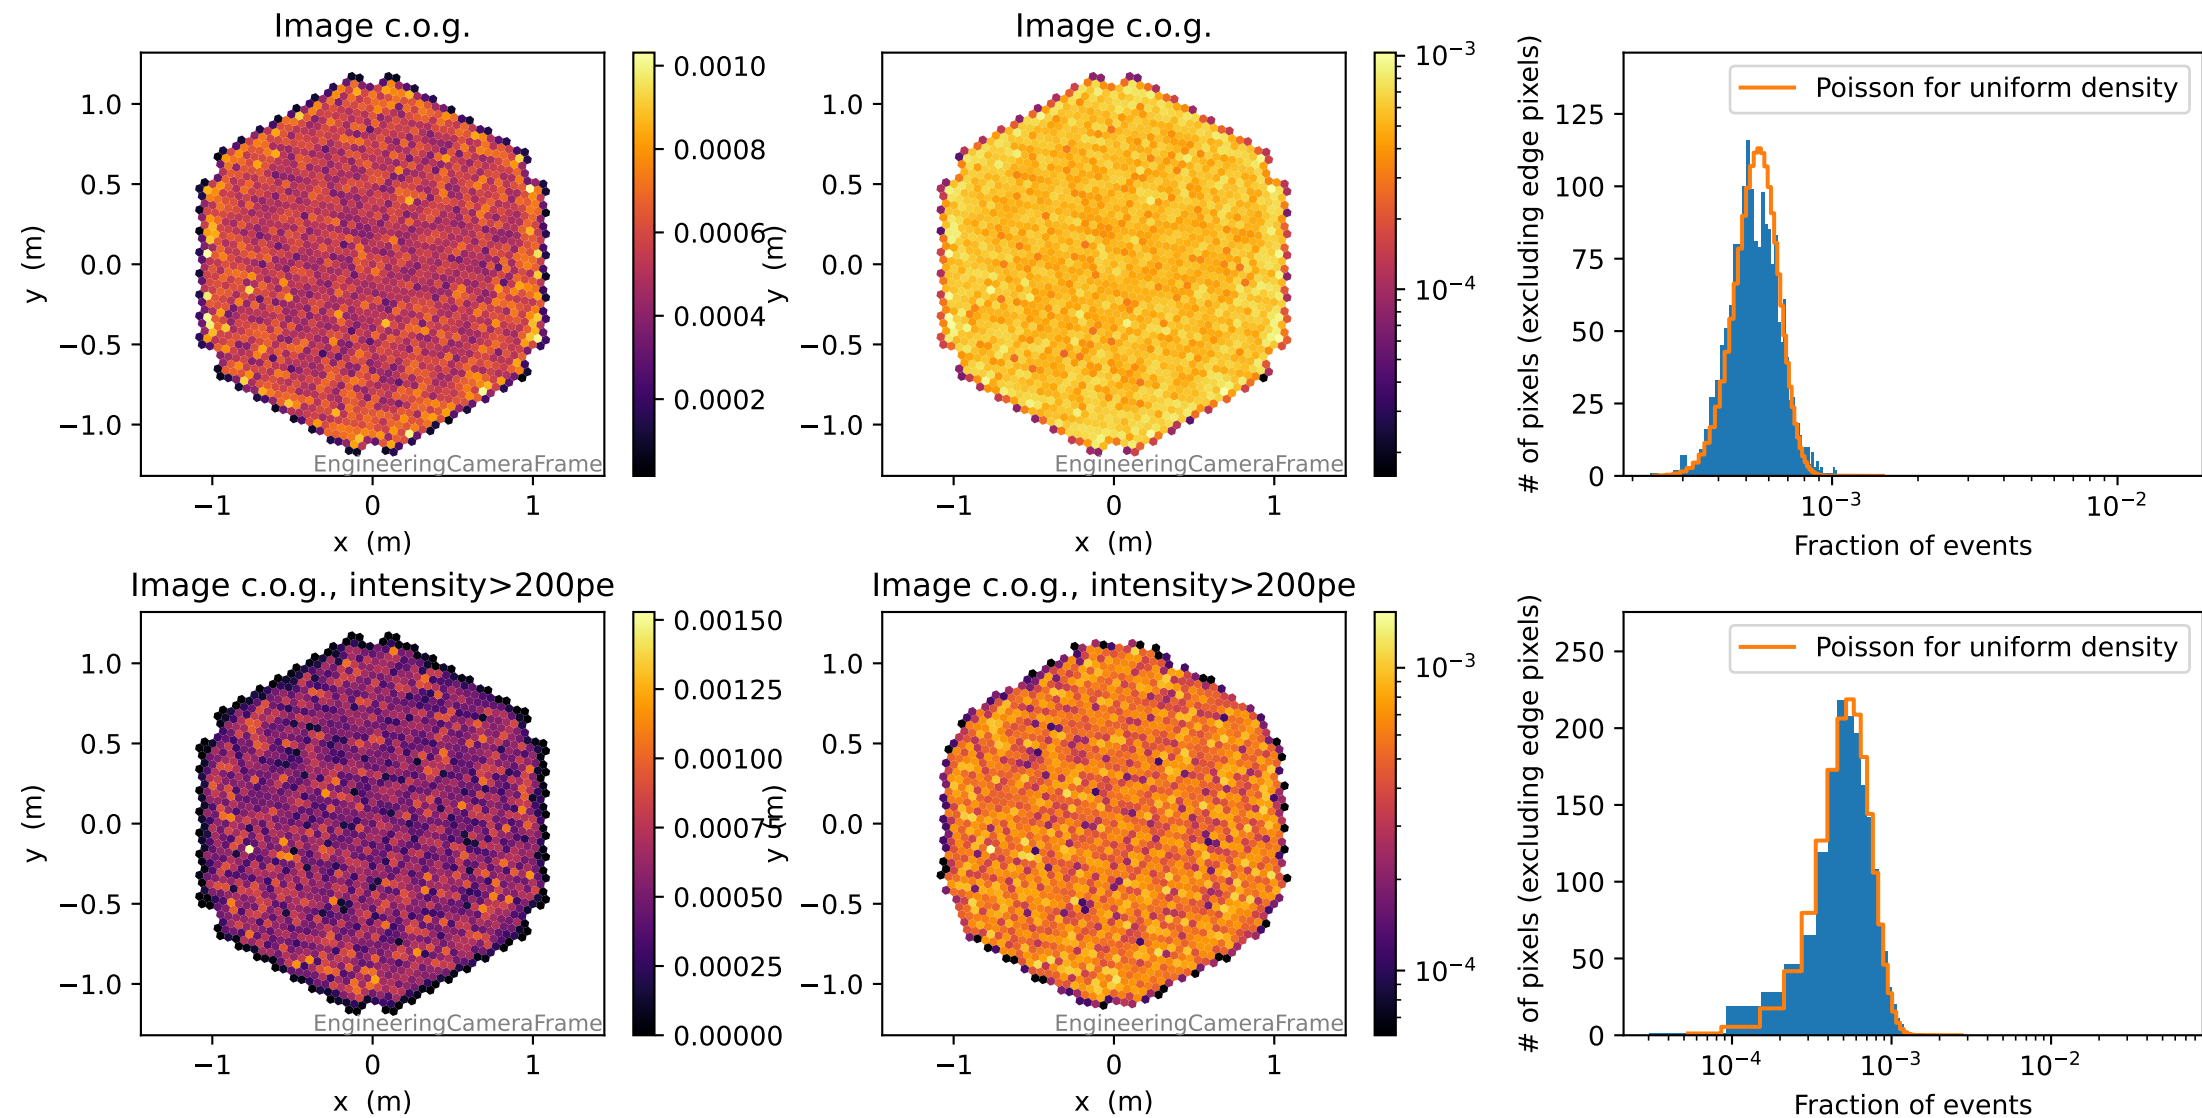 Image c.o.g.
1.0
0.5
0.0
−0.5
−1.0
y (m)
−1
0
1
x (m)
EngineeringCameraFrame
0.0010
0.0008
0.0006
0.0004
0.0002
Image c.o.g.
1.0
0.5
0.0
−0.5
−1.0
y (m)
−1
0
1
x (m)
EngineeringCameraFrame
10⁻³
10⁻⁴
Poisson for uniform density
125
100
75
50
25
0
# of pixels (excluding edge pixels)
10⁻³
10⁻²
Fraction of events
Image c.o.g., intensity>200pe
1.0
0.5
0.0
−0.5
−1.0
y (m)
−1
0
1
x (m)
EngineeringCameraFrame
0.00150
0.00125
0.00100
0.00050
0.00025
0.00000
Image c.o.g., intensity>200pe
1.0
0.5
0.0
−0.5
−1.0
y (m)
−1
0
1
x (m)
EngineeringCameraFrame
10⁻³
10⁻⁴
Poisson for uniform density
250
200
150
100
50
0
# of pixels (excluding edge pixels)
10⁻⁴
10⁻³
10⁻²
Fraction of events